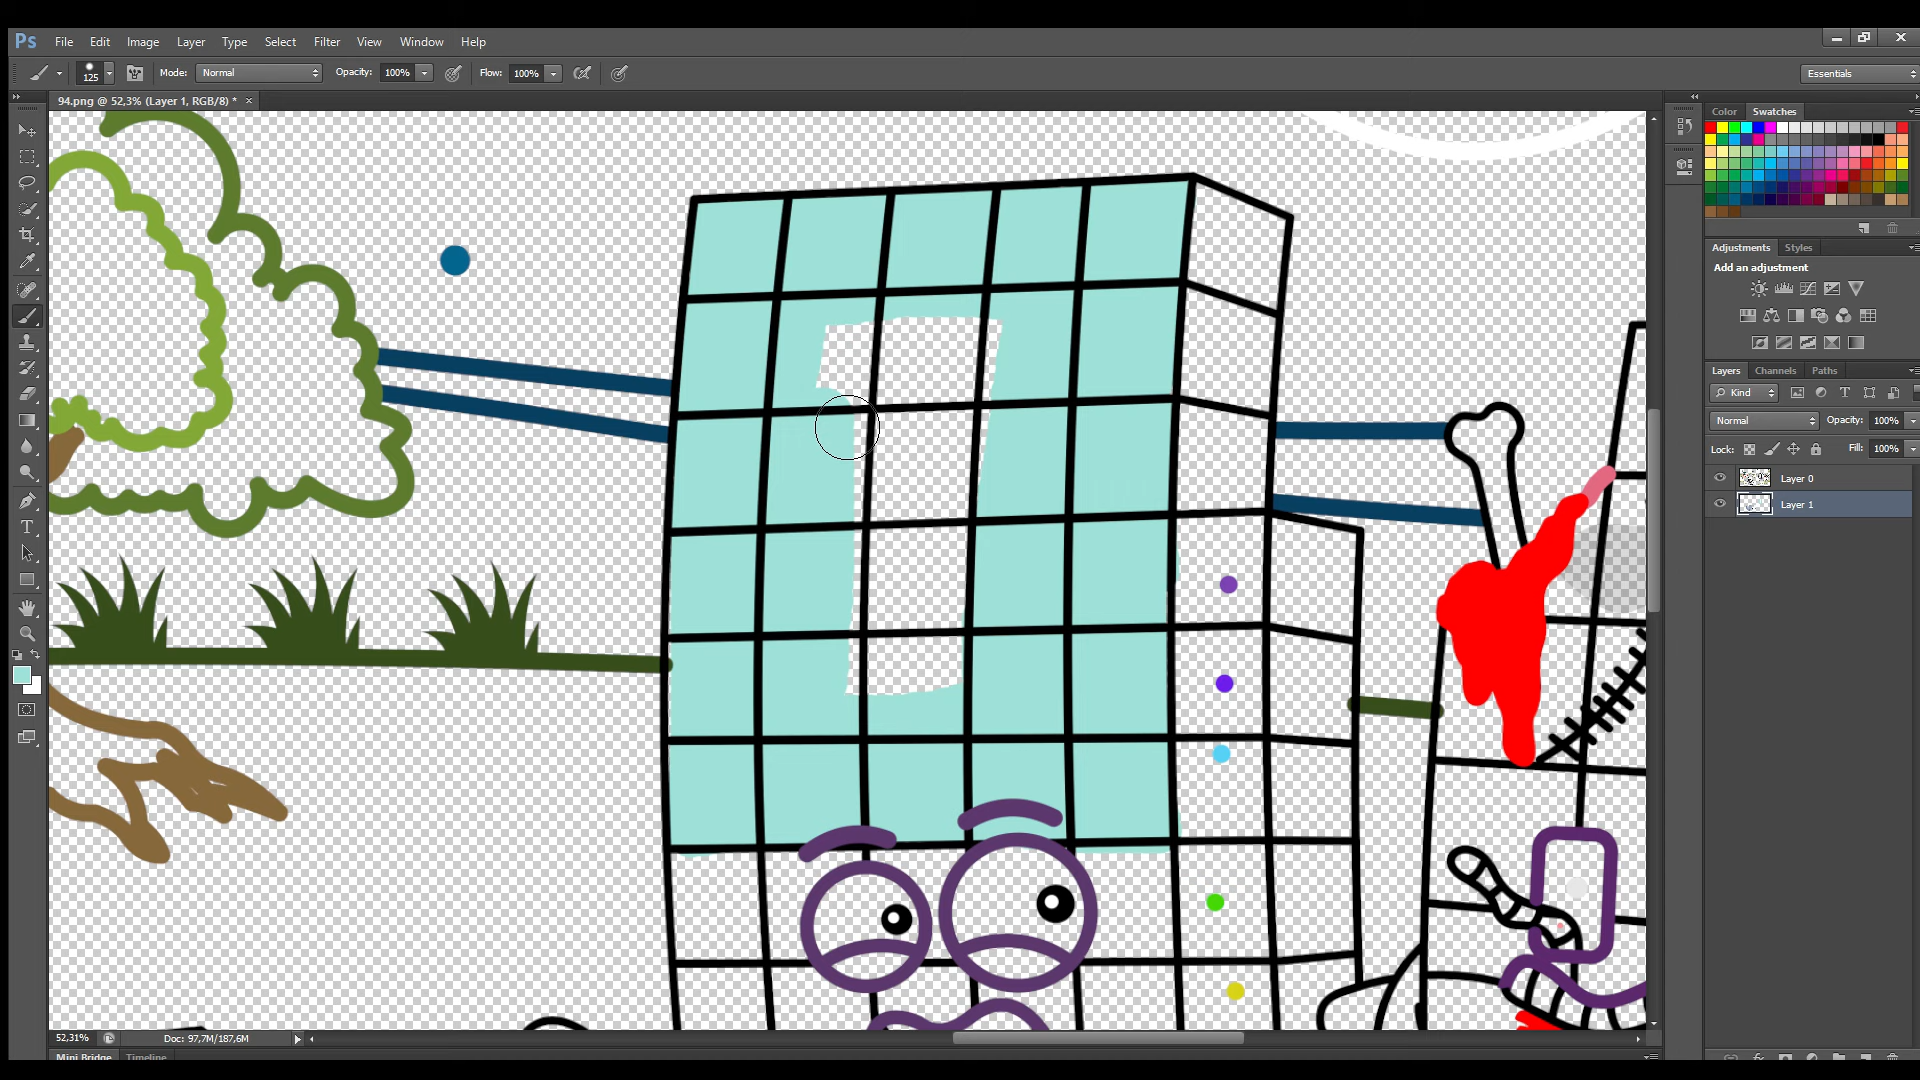 Ps File Edit Image Layer Type Select Filter View Window Help
125 Mode: Normal Opacity: 100% Flow: 100% Essentials
94.png @ 52,3% (Layer 1, RGB/8) *
Color Swatches
Adjustments Styles
Add an adjustment
Layers Channels Paths
Kind
Normal Opacity: 100%
Lock: Fill: 100%
Layer 0
Layer 1
T
52,31% Doc: 97,7M/187,6M
Mini Bridge Timeline